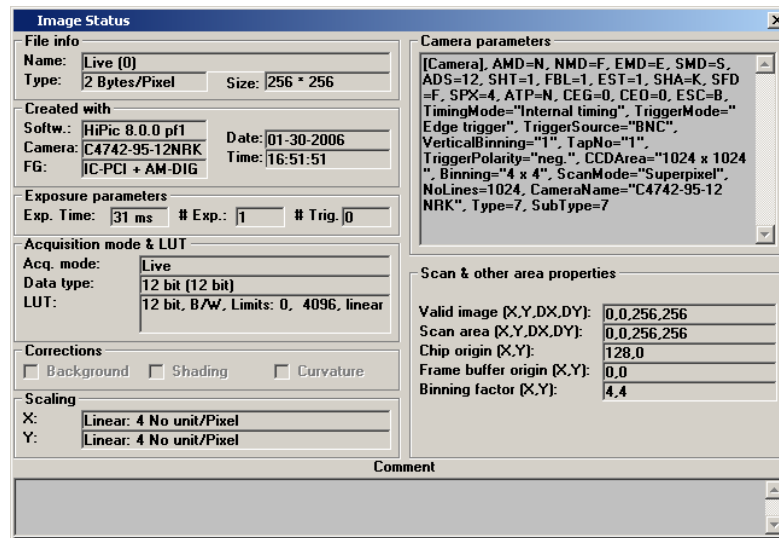 Image Status
File info
Name: Live (0)
Type: 2 Bytes/Pixel Size: 256 * 256
Created with
Softw.: HiPic 8.0.0 pf1
Camera: C4742-95-12NRK
FG: IC-PCI + AM-DIG
Date: 01-30-2006
Time: 16:51:51
Exposure parameters
Exp. Time: 31 ms # Exp.: 1 # Trig. 0
Acquisition mode & LUT
Acq. mode: Live
Data type: 12 bit (12 bit)
LUT: 12 bit, B/W, Limits: 0, 4096, linear
Corrections
Background Shading Curvature
Scaling
X: Linear: 4 No unit/Pixel
Y: Linear: 4 No unit/Pixel
Camera parameters
[Camera], AMD=N, NMD=F, EMD=E, SMD=S,
ADS=12, SHT=1, FBL=1, EST=1, SHA=K, SFD
=F, SPX=4, ATP=N, CEG=0, CEO=0, ESC=B,
TimingMode="Internal timing", TriggerMode="
Edge trigger", TriggerSource="BNC",
VerticalBinning="1", TapNo="1",
TriggerPolarity="neg.", CCDArea="1024 x 1024
", Binning="4 x 4", ScanMode="Superpixel",
NoLines=1024, CameraName="C4742-95-12
NRK", Type=7, SubType=7
Scan & other area properties
Valid image (X,Y,DX,DY): 0,0,256,256
Scan area (X,Y,DX,DY): 0,0,256,256
Chip origin (X,Y): 128,0
Frame buffer origin (X,Y): 0,0
Binning factor (X,Y): 4,4
Comment